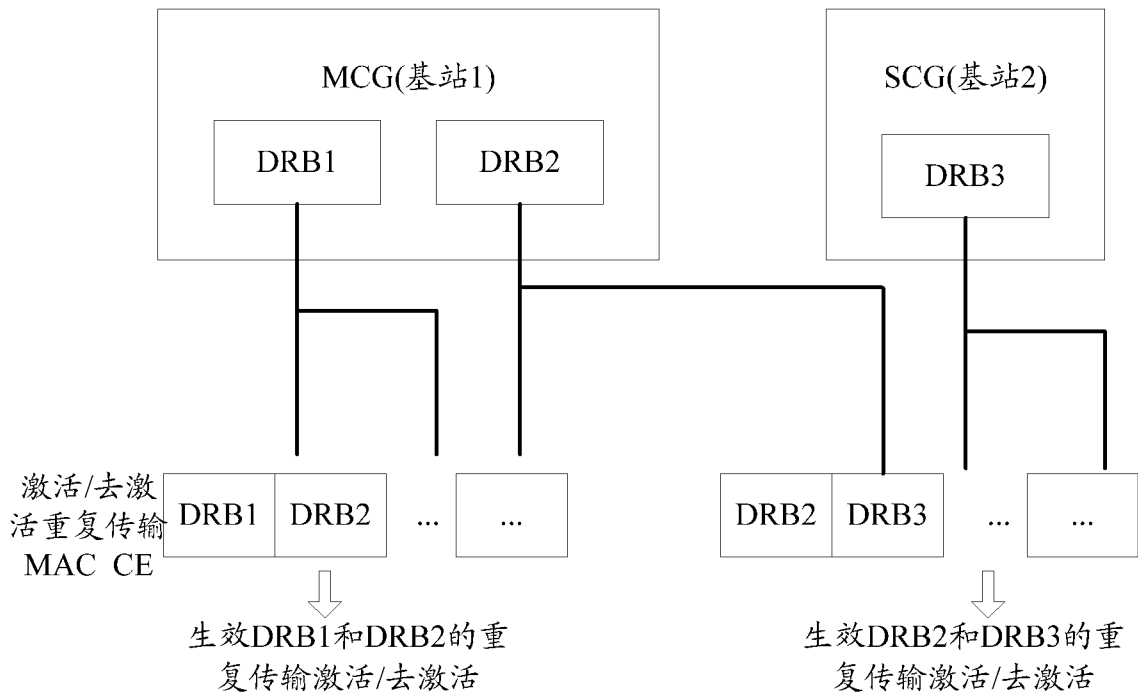 MCG(基站1)
SCG(基站2)
DRB1
DRB2
DRB3
激活/去激
活重复传输
MAC CE
DRB1 DRB2 ... ...
DRB2 DRB3 ... ...
生效DRB1和DRB2的重
复传输激活/去激活
生效DRB2和DRB3的重
复传输激活/去激活